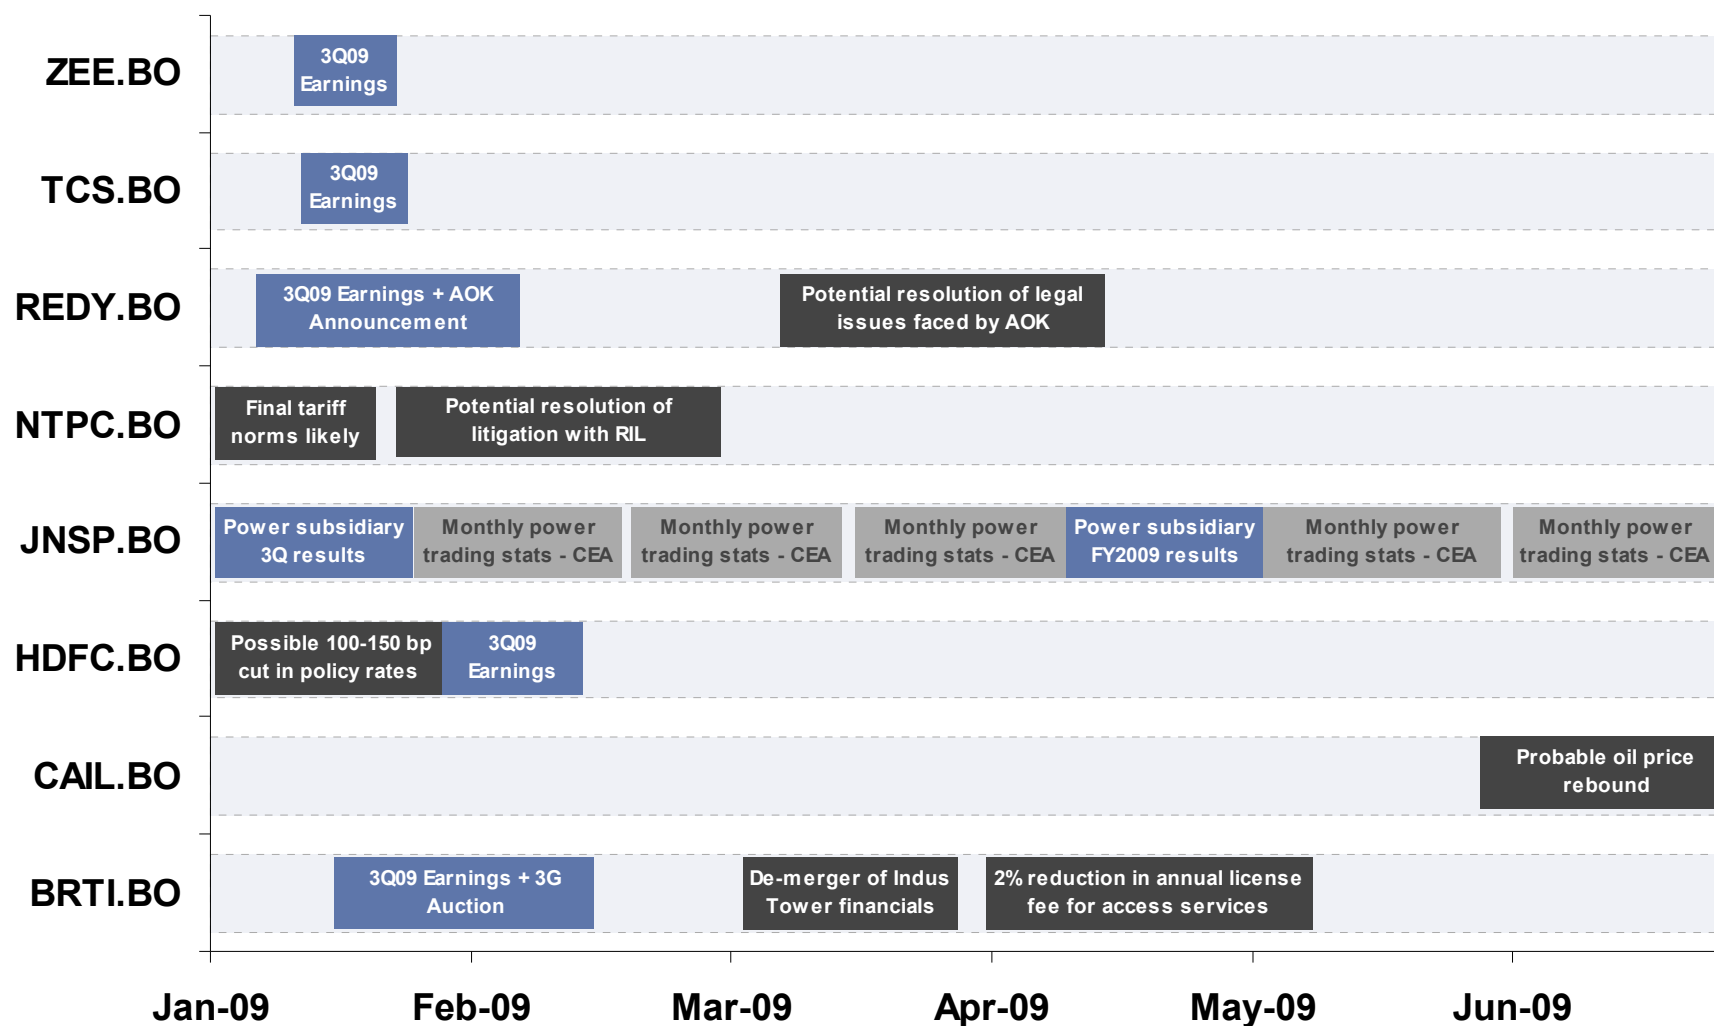 ZEE.BO
3Q09
Earnings
TCS.BO
3Q09
Earnings
REDY.BO
3Q09 Earnings + AOK
Announcement
Potential resolution of legal
issues faced by AOK
NTPC.BO
Final tariff
norms likely
Potential resolution of
litigation with RIL
JNSP.BO
Power subsidiary
3Q results
Monthly power
trading stats - CEA
Monthly power
trading stats - CEA
Monthly power
trading stats - CEA
Power subsidiary
FY2009 results
Monthly power
trading stats - CEA
Monthly power
trading stats - CEA
HDFC.BO
Possible 100-150 bp
cut in policy rates
3Q09
Earnings
CAIL.BO
Probable oil price
rebound
BRTI.BO
3Q09 Earnings + 3G
Auction
De-merger of Indus
Tower financials
2% reduction in annual license
fee for access services
Jan-09 Feb-09 Mar-09 Apr-09 May-09 Jun-09